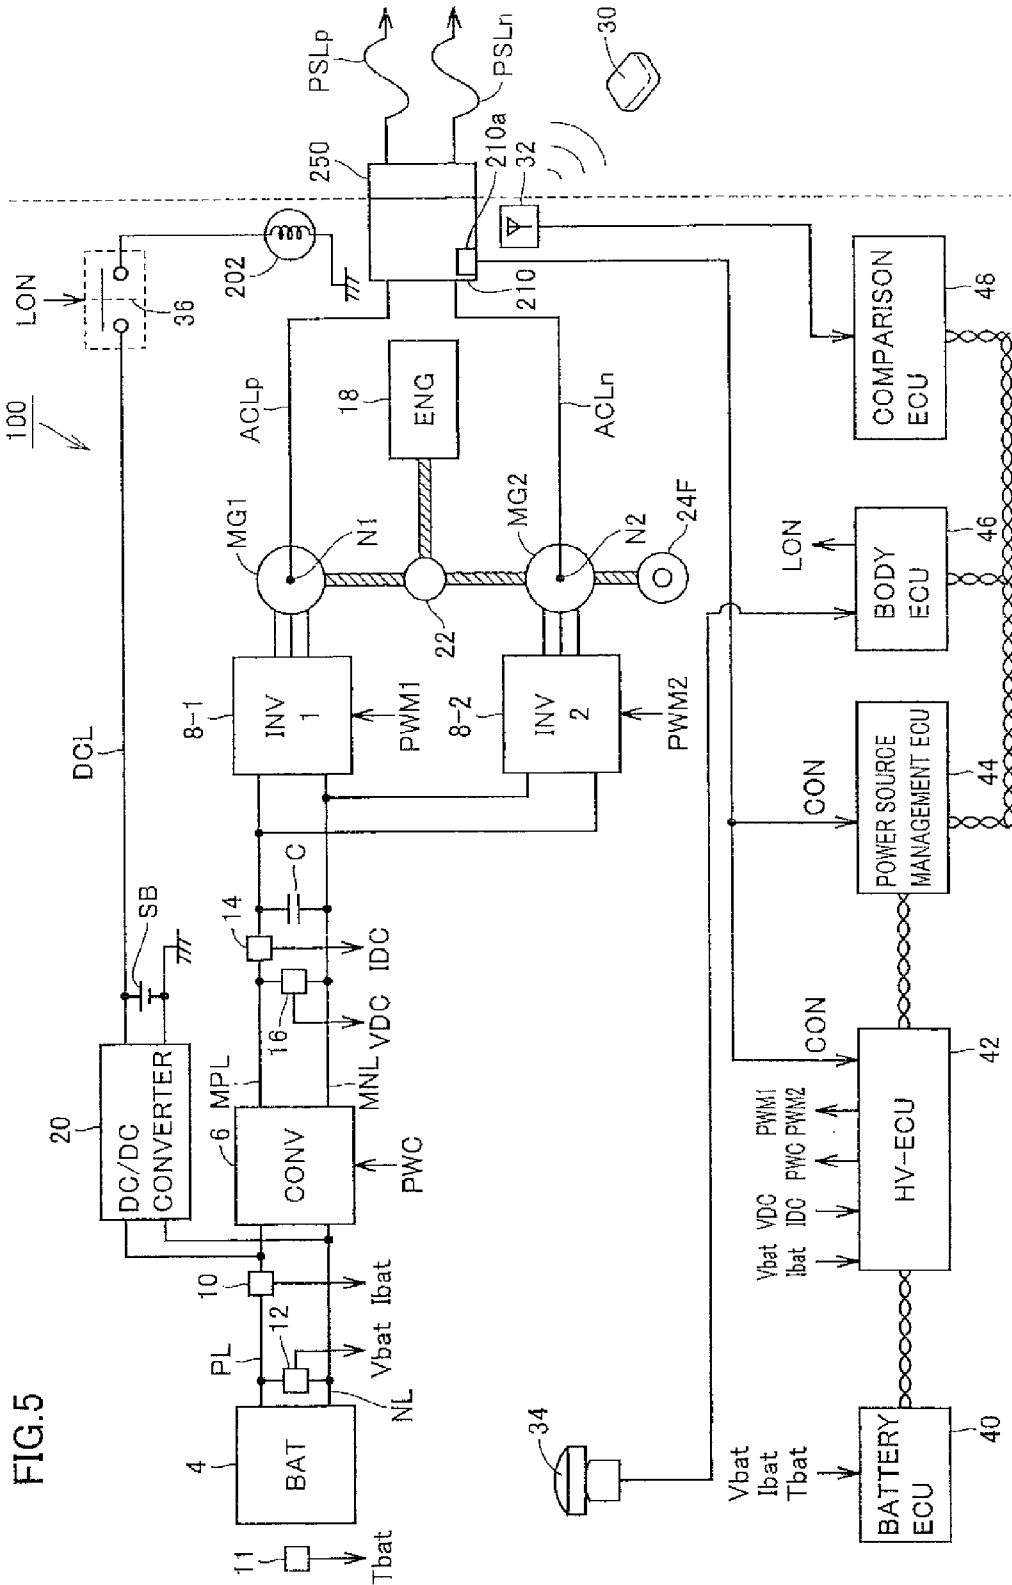 FIG.5
100
LON
36
202
DCL
SB
20
DC/DC
CONVERTER
250
PSLp
PSLn
210a
210
32
30
ACLp
ACLn
18
ENG
MG1
N1
MG2
N2
22
24F
8-1
INV
1
PWM1
8-2
INV
2
PWM2
C
14
IDC
16
VDC
MPL
MNL
6
CONV
PWC
10
Ibat
12
Vbat
PL
NL
4
BAT
11
Tbat
34
Vbat
Ibat
Tbat
BATTERY
ECU
40
Vbat VDC
Ibat IDC PWC PWM2
PWM1
CON
HV-ECU
42
CON
POWER SOURCE
MANAGEMENT ECU
44
LON
BODY
ECU
46
COMPARISON
ECU
48